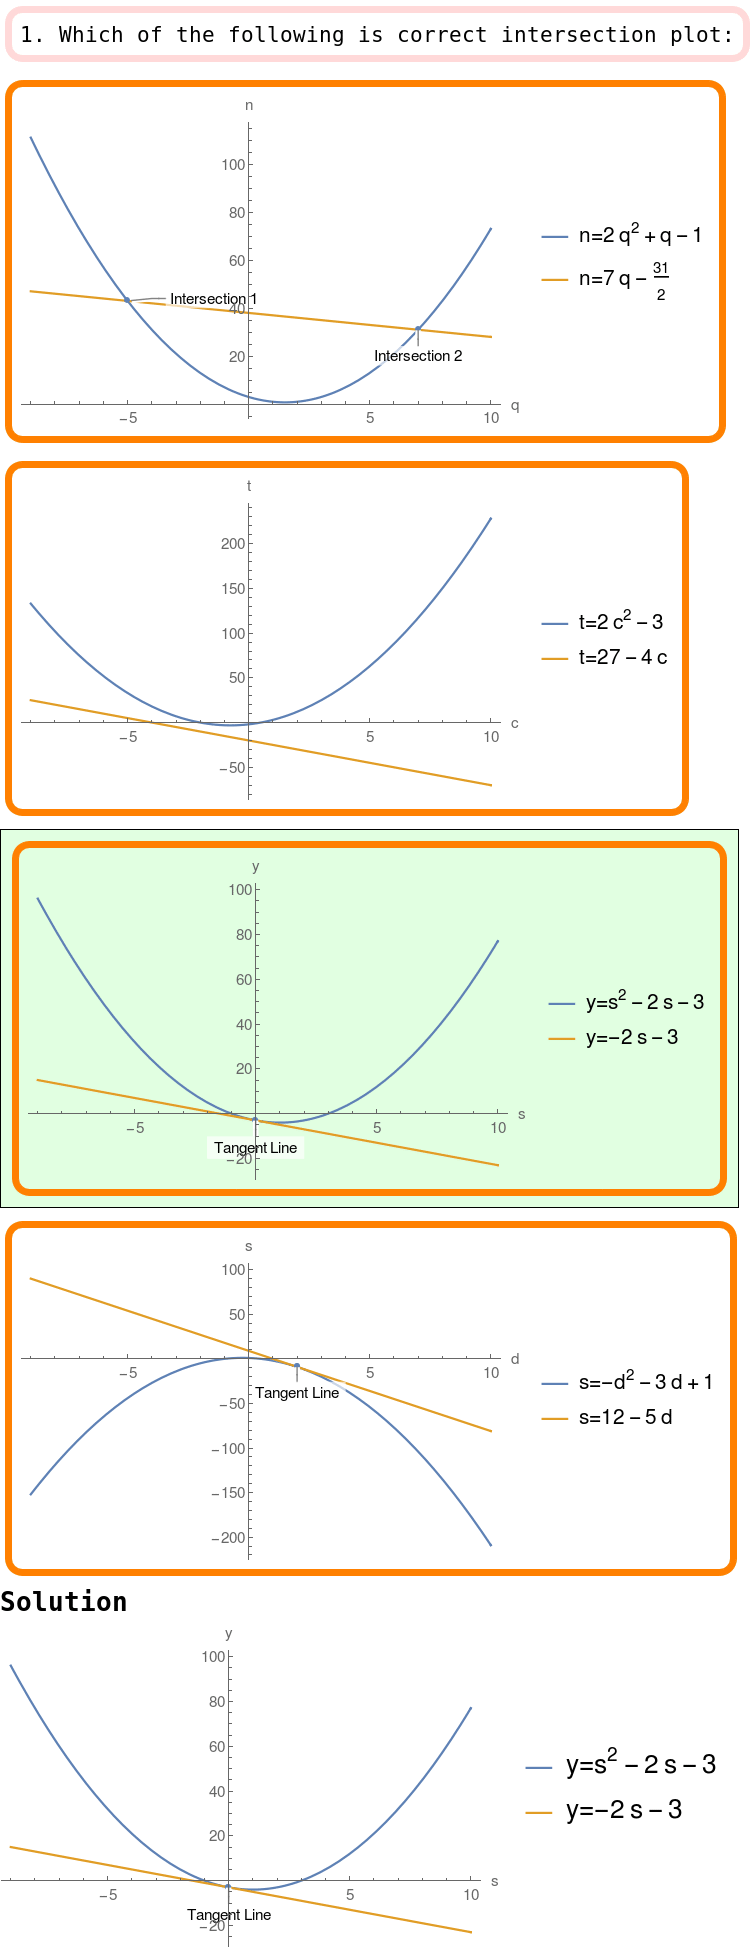 1. Which of the following is correct intersection plot:
n
100
80
60
40
20
Intersection 1
Intersection 2
−5
5
10
q
n=2 q² + q − 1
n=7 q − 31/2
t
200
150
100
50
−50
−5
5
10
c
t=2 c² − 3
t=27 − 4 c
y
100
80
60
40
20
−20
−5
5
10
s
Tangent Line
y=s² − 2 s − 3
y=−2 s − 3
s
100
50
−50
−100
−150
−200
−5
5
10
d
Tangent Line
s=−d² − 3 d + 1
s=12 − 5 d
Solution
y
100
80
60
40
20
−20
−5
5
10
s
Tangent Line
y=s² − 2 s − 3
y=−2 s − 3